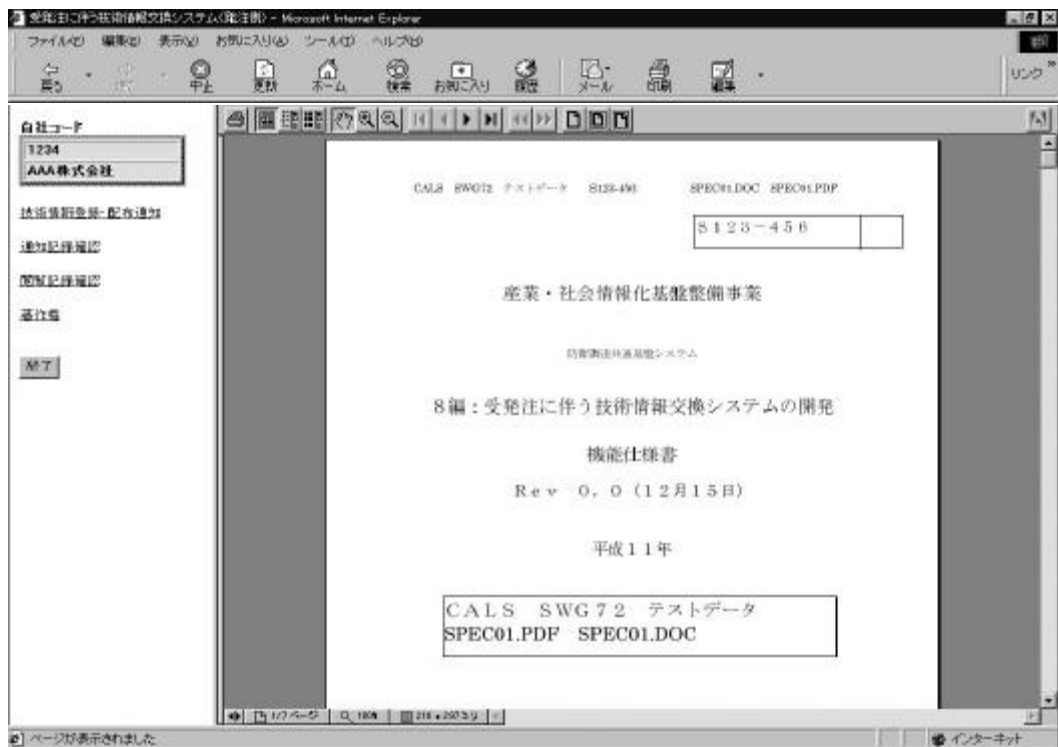 受発注に伴う技術情報交換システム(発注側) - Microsoft Internet Explorer
ファイル(F) 編集(E) 表示(V) お気に入り(A) ツール(T) ヘルプ(H)
戻る 中止 更新 ホーム 検索 お気に入り 履歴 メール 印刷 編集 リンク »
自社コード
1234
AAA株式会社
技術情報登録・配布通知
通知記録確認
閲覧記録確認
著作権
終了
CALS SWG72 テストデータ S123-456 SPEC01.DOC SPEC01.PDF
S123-456
産業・社会情報化基盤整備事業
防衛調達共通基盤システム
8編:受発注に伴う技術情報交換システムの開発
機能仕様書
Rev 0.0(12月15日)
平成11年
CALS SWG72 テストデータ
SPEC01.PDF SPEC01.DOC
1/7 ページ 100% 210 x 297 ミリ
ページが表示されました
インターネット